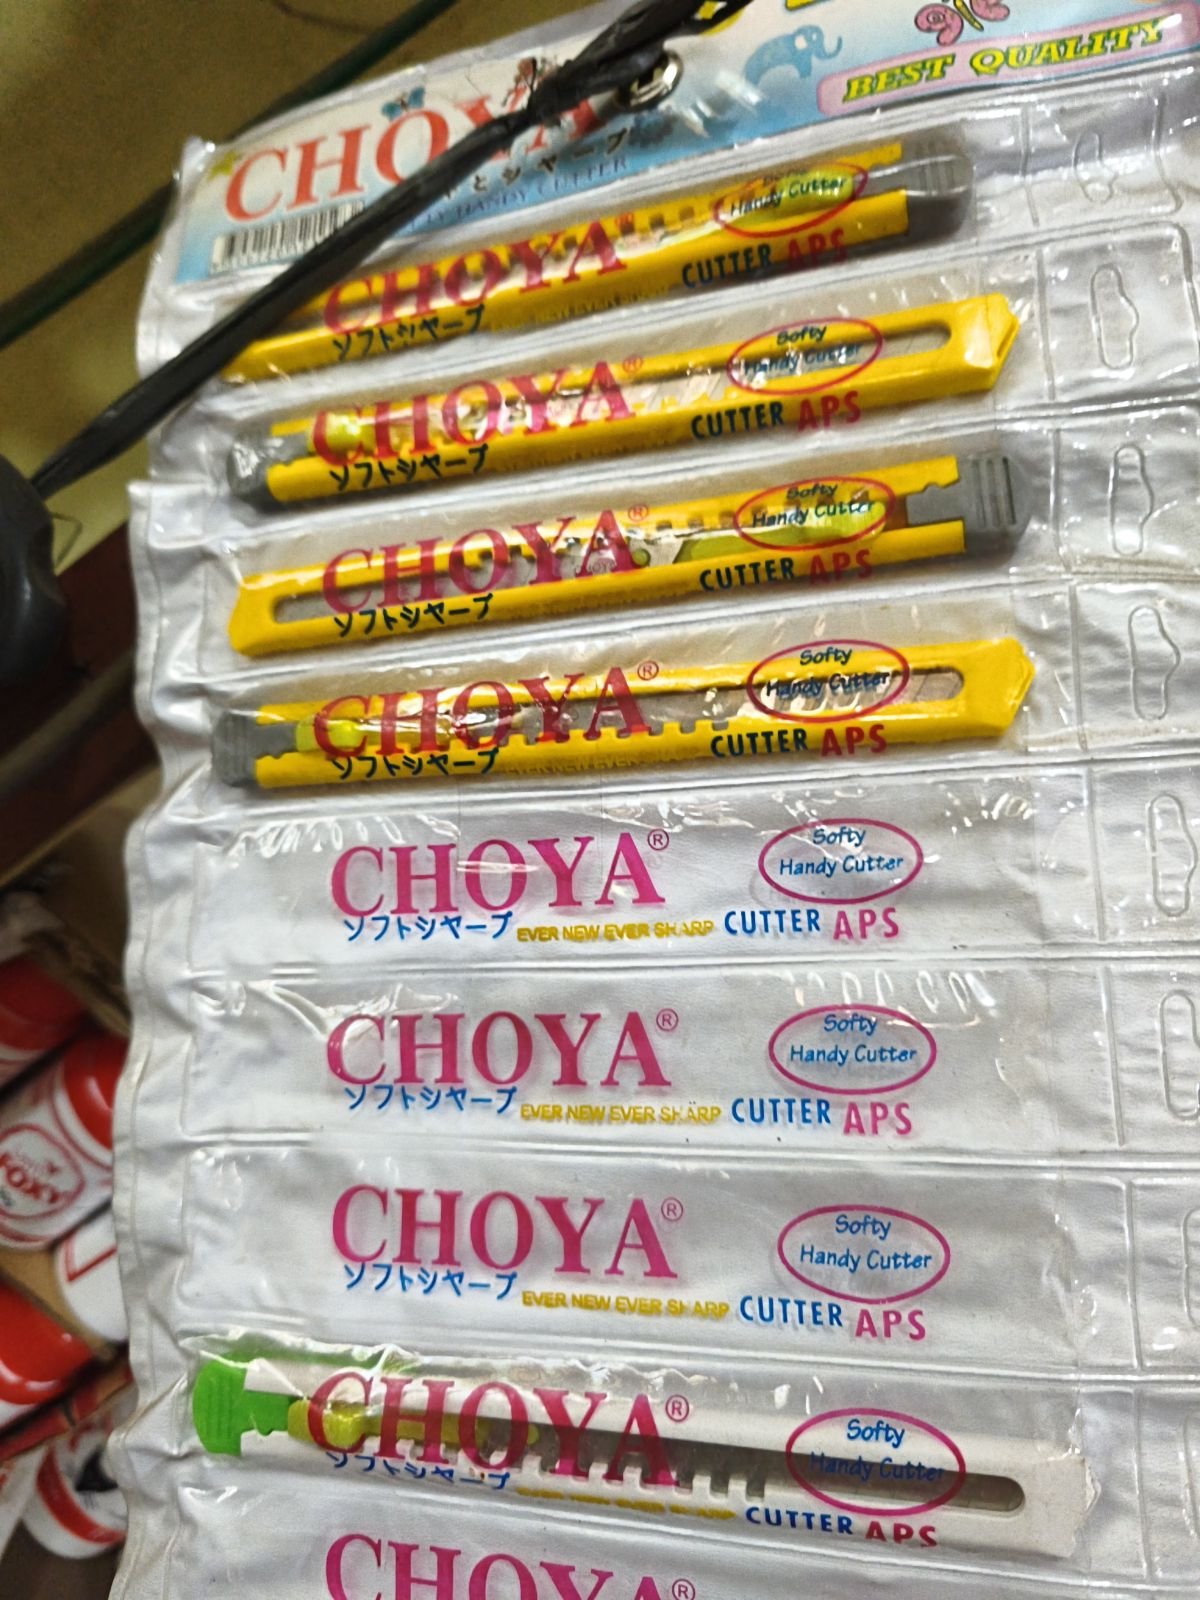 BEST QUALITY
CHOYA
HANDY CUTTER
Handy Cutter
CHOYA®
CUTTER APS
ソフトシャープ
Softy
Handy Cutter
CHOYA®
CUTTER APS
ソフトシャープ
Softy
Handy Cutter
CHOYA®
CUTTER APS
ソフトシャープ
Softy
Handy Cutter
CHOYA®
CUTTER APS
ソフトシャープ
Softy
Handy Cutter
CHOYA®
ソフトシャープ EVER NEW EVER SHARP CUTTER APS
Softy
Handy Cutter
CHOYA®
ソフトシャープ EVER NEW EVER SHARP CUTTER APS
Softy
Handy Cutter
CHOYA®
ソフトシャープ EVER NEW EVER SHARP CUTTER APS
Softy
Handy Cutter
CHOYA®
ソフトシャープ
CUTTER APS
CHOYA®
FOXY